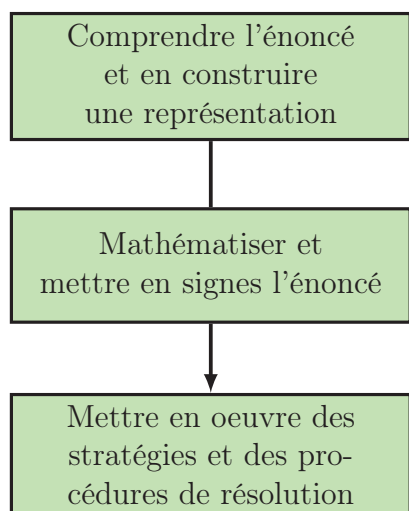 Comprendre l'énoncé
et en construire
une représentation
Mathématiser et
mettre en signes l'énoncé
Mettre en oeuvre des
stratégies et des pro-
cédures de résolution